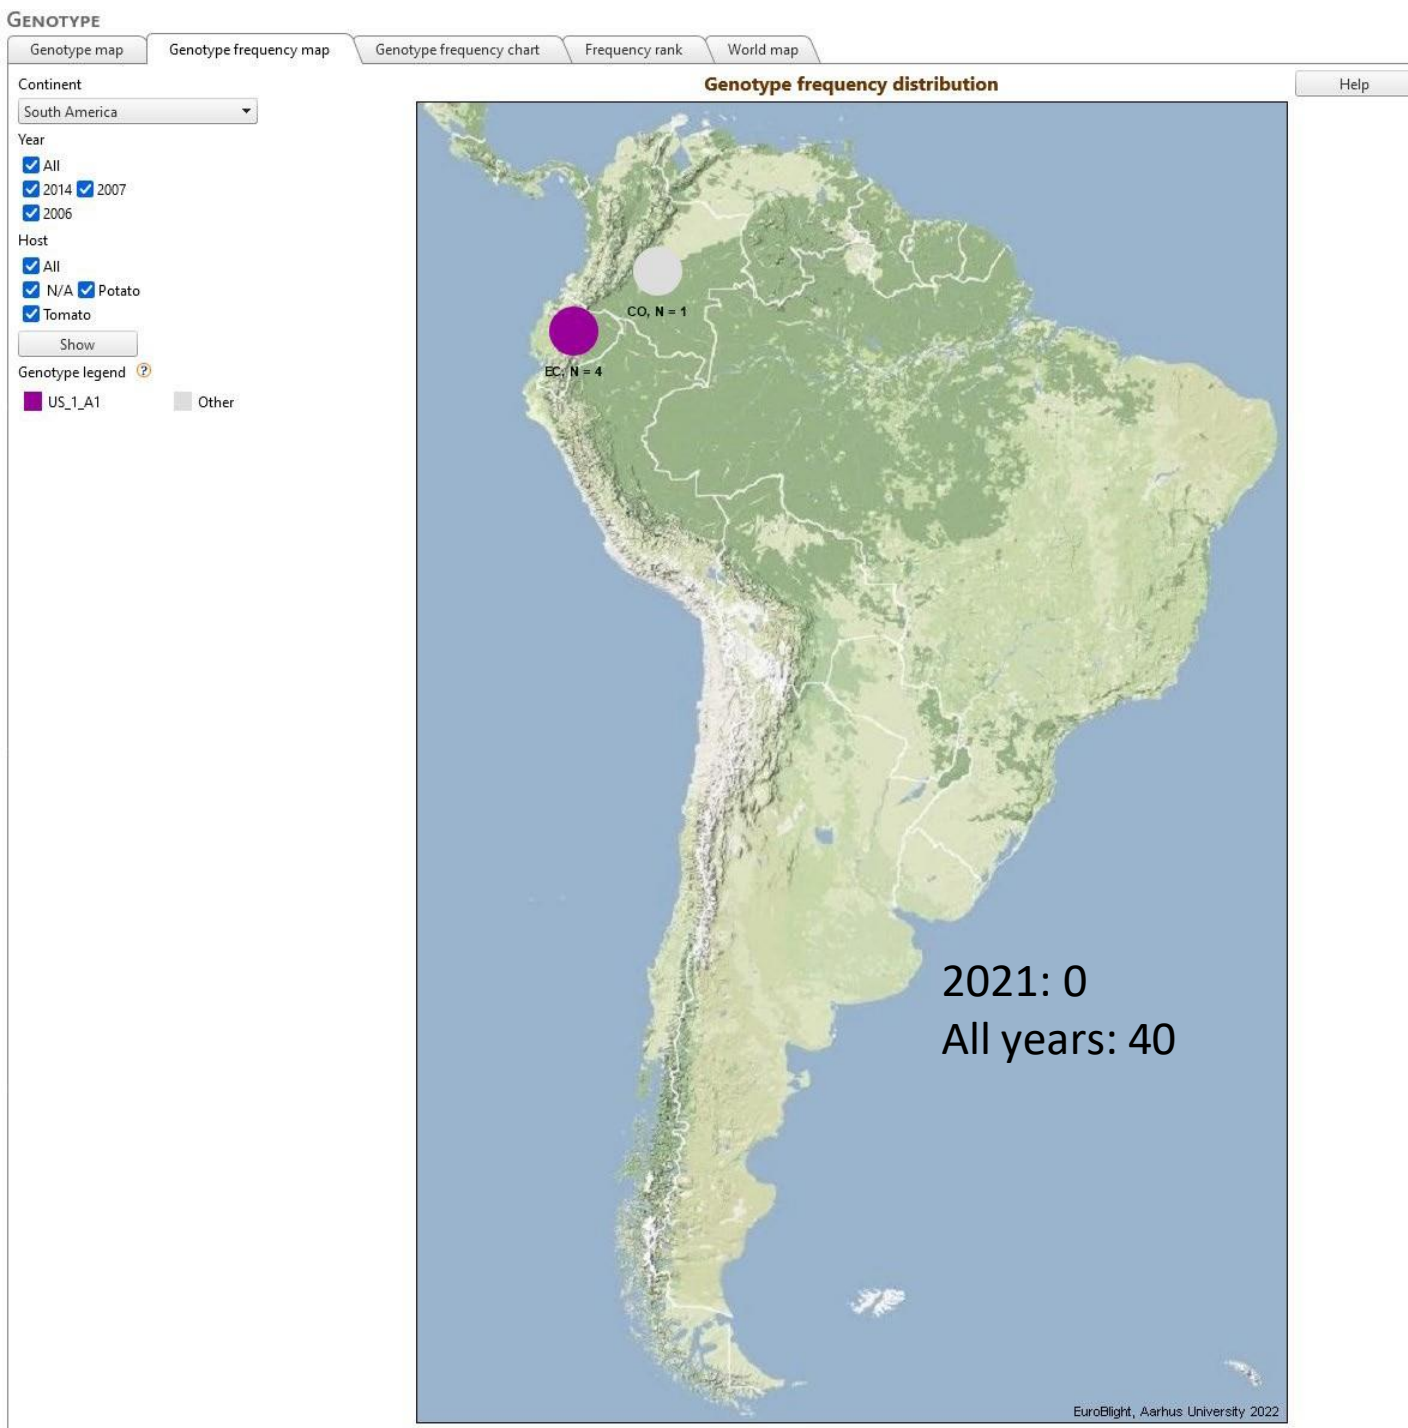 GENOTYPE
Genotype map
Genotype frequency map
Genotype frequency chart
Frequency rank
World map
Continent
South America
Year
All
2014 2007
2006
Host
All
N/A Potato
Tomato
Show
Genotype legend ?
US_1_A1 Other
Genotype frequency distribution
Help
CO, N = 1
EC, N = 4
2021: 0
All years: 40
EuroBlight, Aarhus University 2022